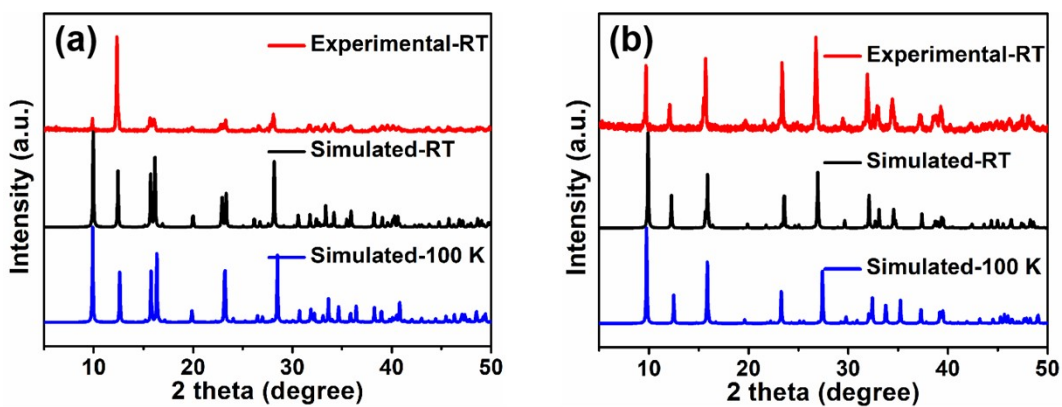 (a)
Experimental-RT
Simulated-RT
Simulated-100 K
Intensity (a.u.)
10 20 30 40 50
2 theta (degree)
(b)
Experimental-RT
Simulated-RT
Simulated-100 K
Intensity (a.u.)
10 20 30 40 50
2 theta (degree)